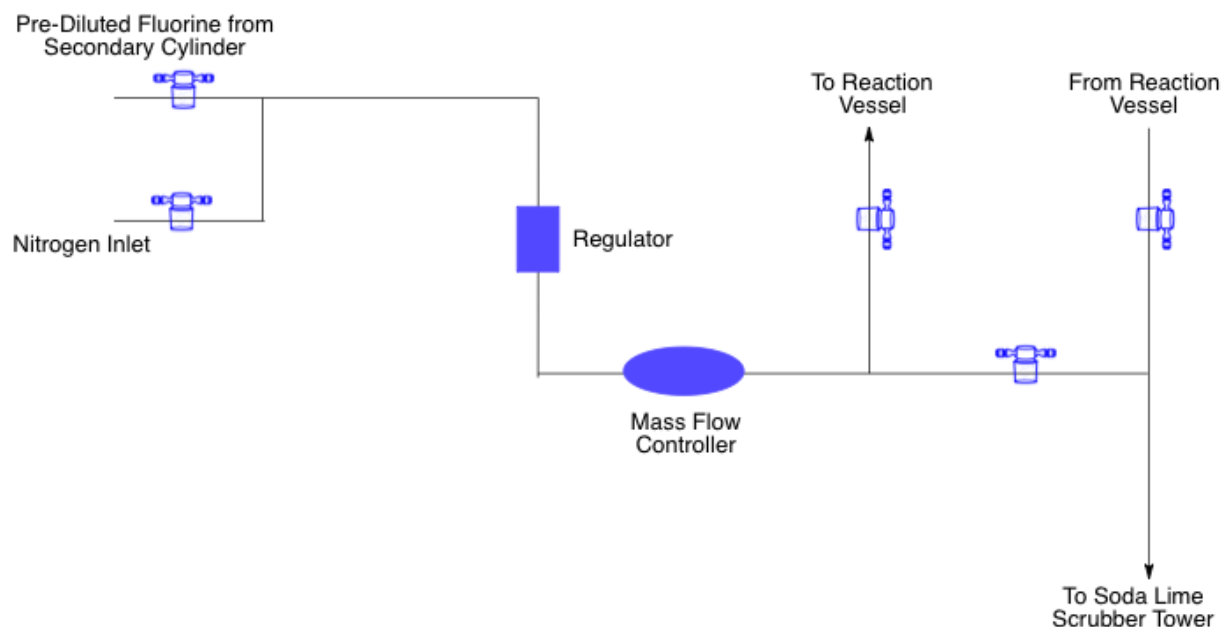 Pre-Diluted Fluorine from
Secondary Cylinder
To Reaction
Vessel
From Reaction
Vessel
Nitrogen Inlet
Regulator
Mass Flow
Controller
To Soda Lime
Scrubber Tower